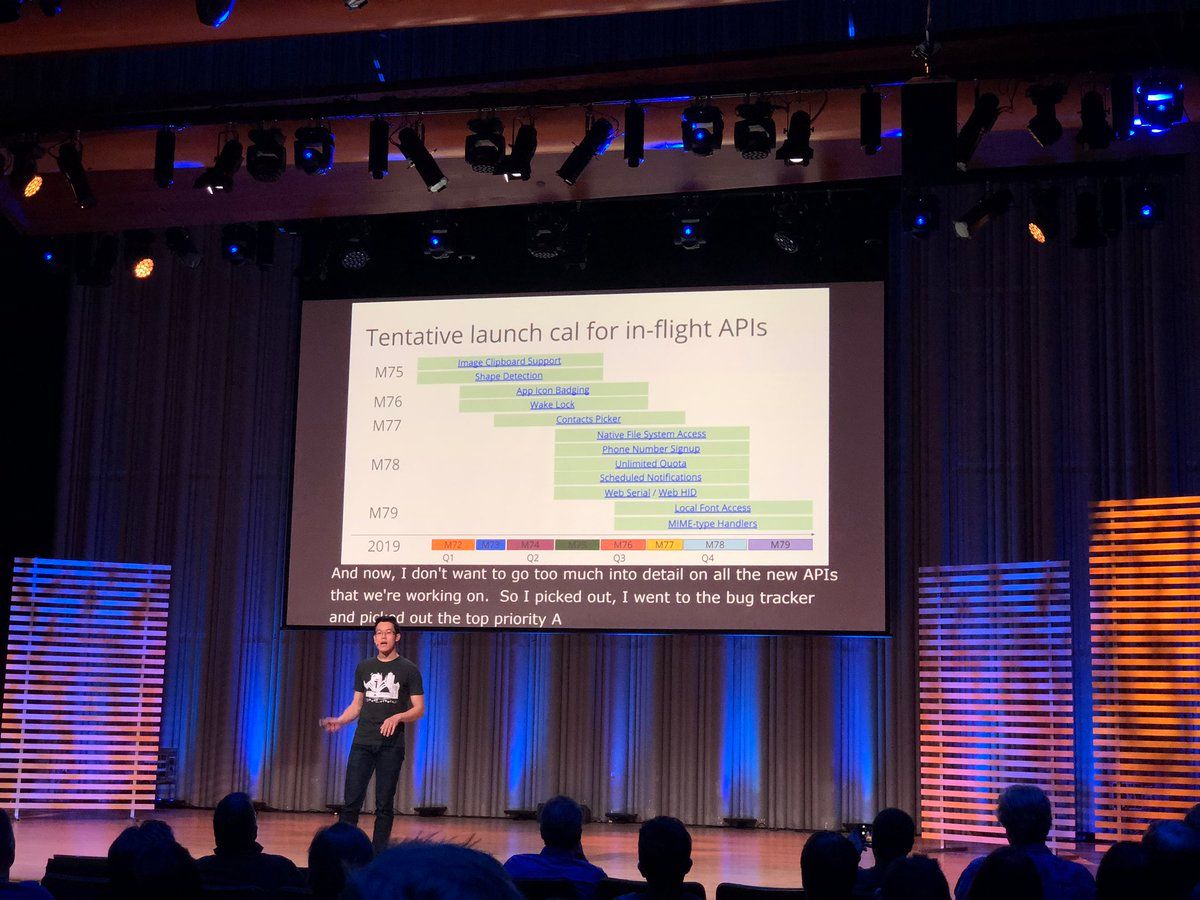 Tentative launch cal for in-flight APIs
M75
Image Clipboard Support
Shape Detection
M76
App icon Badging
Wake Lock
M77
Contacts Picker
M78
Native File System Access
Phone Number Signup
Unlimited Quota
Scheduled Notifications
Web Serial / Web HID
M79
Local Font Access
MIME-type Handlers
2019 M72 M73 M74 M75 M76 M77 M78 M79
Q1 Q2 Q3 Q4
And now, I don't want to go too much into detail on all the new APIs
that we're working on. So I picked out, I went to the bug tracker
and picked out the top priority A